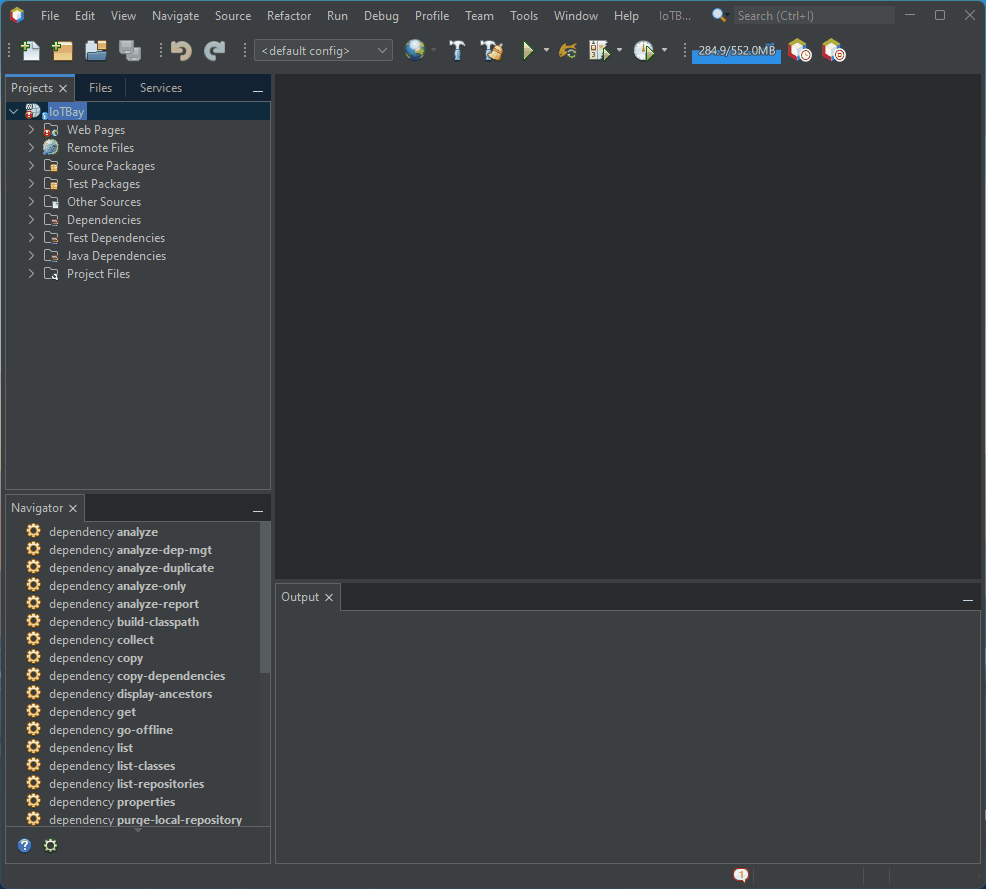 File Edit View Navigate Source Refactor Run Debug Profile Team Tools Window Help IoTB... Search (Ctrl+I)
<default config> 284.9/552.0MB
Projects Files Services
IoTBay
Web Pages
Remote Files
Source Packages
Test Packages
Other Sources
Dependencies
Test Dependencies
Java Dependencies
Project Files
Navigator
dependency analyze
dependency analyze-dep-mgt
dependency analyze-duplicate
dependency analyze-only
dependency analyze-report
dependency build-classpath
dependency collect
dependency copy
dependency copy-dependencies
dependency display-ancestors
dependency get
dependency go-offline
dependency list
dependency list-classes
dependency list-repositories
dependency properties
dependency purge-local-repository
Output
1